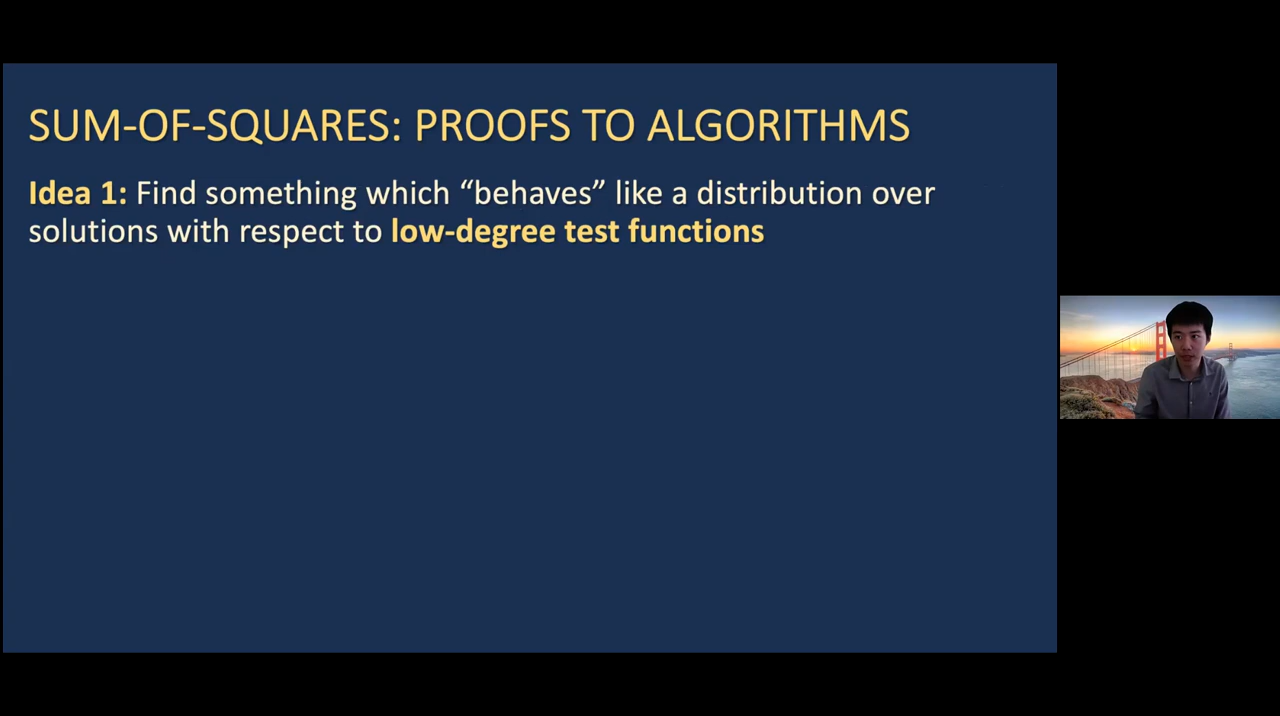 SUM-OF-SQUARES: PROOFS TO ALGORITHMS
Idea 1: Find something which “behaves” like a distribution over
solutions with respect to low-degree test functions